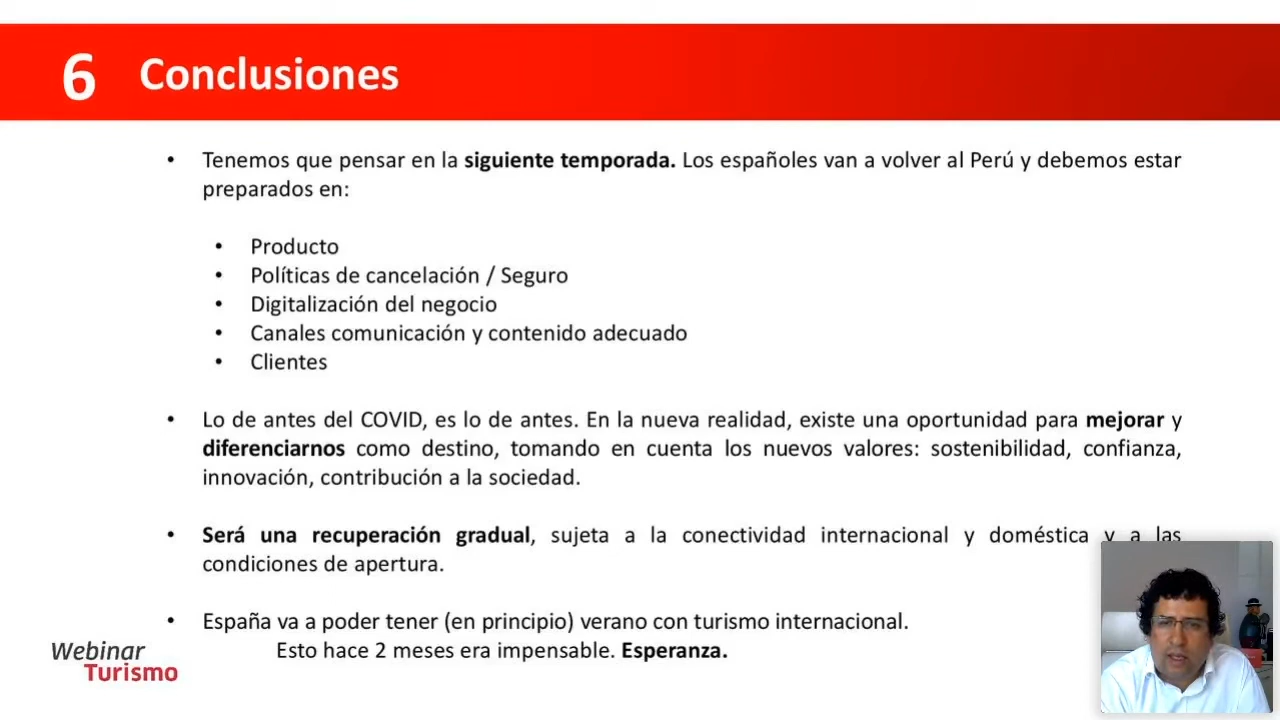 6 Conclusiones
• Tenemos que pensar en la siguiente temporada. Los españoles van a volver al Perú y debemos estar
preparados en:
• Producto
• Políticas de cancelación / Seguro
• Digitalización del negocio
• Canales comunicación y contenido adecuado
• Clientes
• Lo de antes del COVID, es lo de antes. En la nueva realidad, existe una oportunidad para mejorar y
diferenciarnos como destino, tomando en cuenta los nuevos valores: sostenibilidad, confianza,
innovación, contribución a la sociedad.
• Será una recuperación gradual, sujeta a la conectividad internacional y doméstica y a las
condiciones de apertura.
• España va a poder tener (en principio) verano con turismo internacional.
Esto hace 2 meses era impensable. Esperanza.
Webinar
Turismo